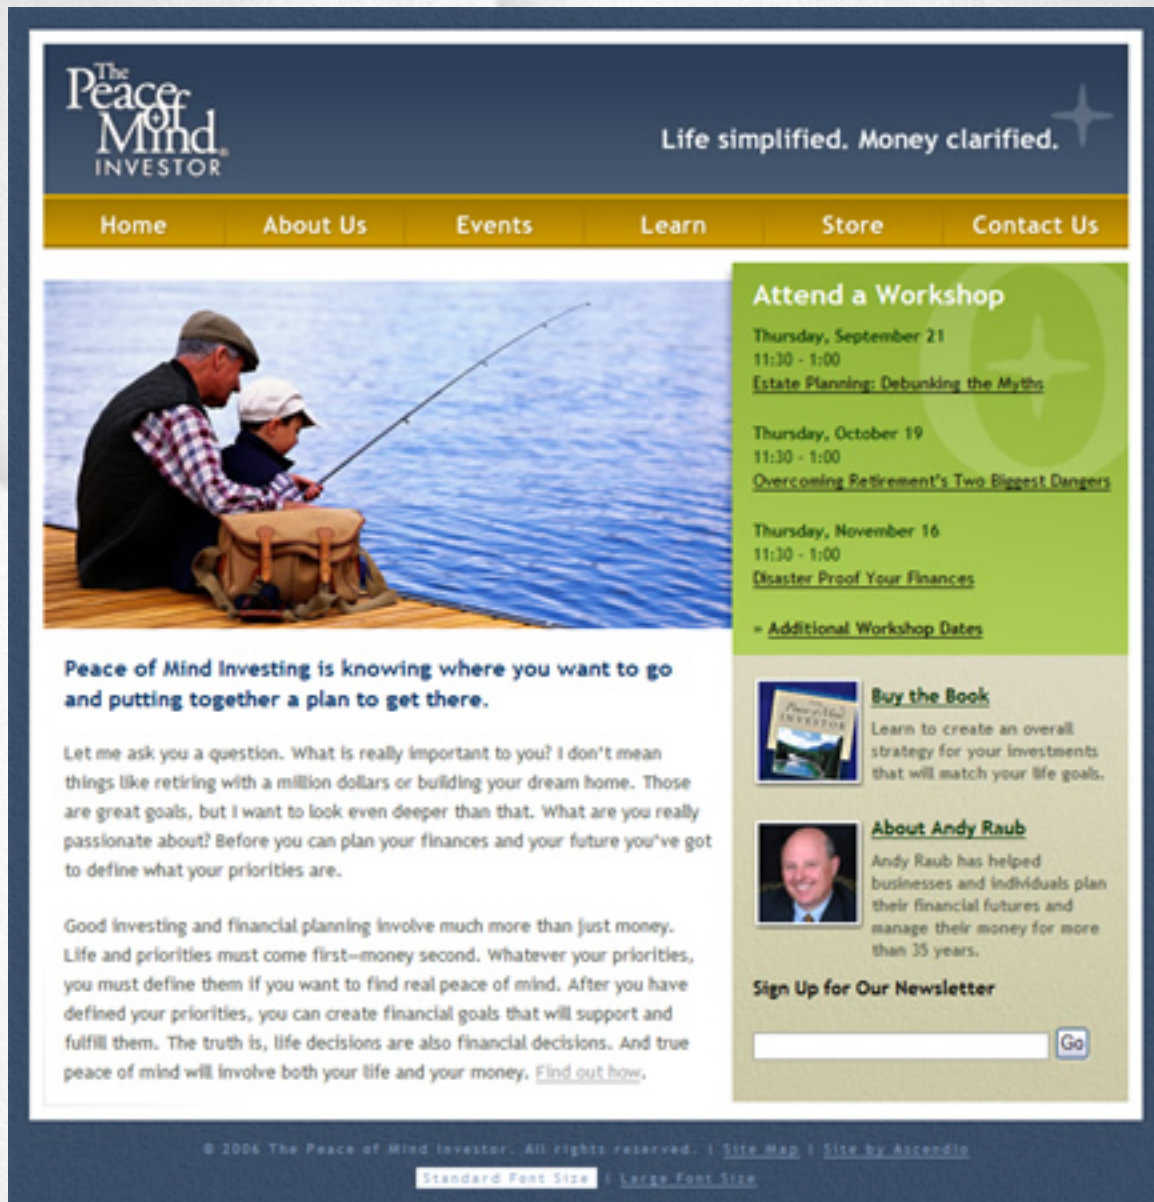 The
Peace of
Mind®
INVESTOR
Life simplified. Money clarified.
Home About Us Events Learn Store Contact Us
Attend a Workshop
Thursday, September 21
11:30 - 1:00
Estate Planning: Debunking the Myths
Thursday, October 19
11:30 - 1:00
Overcoming Retirement's Two Biggest Dangers
Thursday, November 16
11:30 - 1:00
Disaster Proof Your Finances
» Additional Workshop Dates
Peace of Mind Investing is knowing where you want to go
and putting together a plan to get there.
Let me ask you a question. What is really important to you? I don't mean
things like retiring with a million dollars or building your dream home. Those
are great goals, but I want to look even deeper than that. What are you really
passionate about? Before you can plan your finances and your future you've got
to define what your priorities are.
Good investing and financial planning involve much more than just money.
Life and priorities must come first—money second. Whatever your priorities,
you must define them if you want to find real peace of mind. After you have
defined your priorities, you can create financial goals that will support and
fulfill them. The truth is, life decisions are also financial decisions. And true
peace of mind will involve both your life and your money. Find out how.
Peace of Mind
INVESTOR
Buy the Book
Learn to create an overall
strategy for your investments
that will match your life goals.
About Andy Raub
Andy Raub has helped
businesses and individuals plan
their financial futures and
manage their money for more
than 35 years.
Sign Up for Our Newsletter
Go
© 2006 The Peace of Mind Investor. All rights reserved. | Site Map | Site by Ascendio
Standard Font Size | Large Font Size